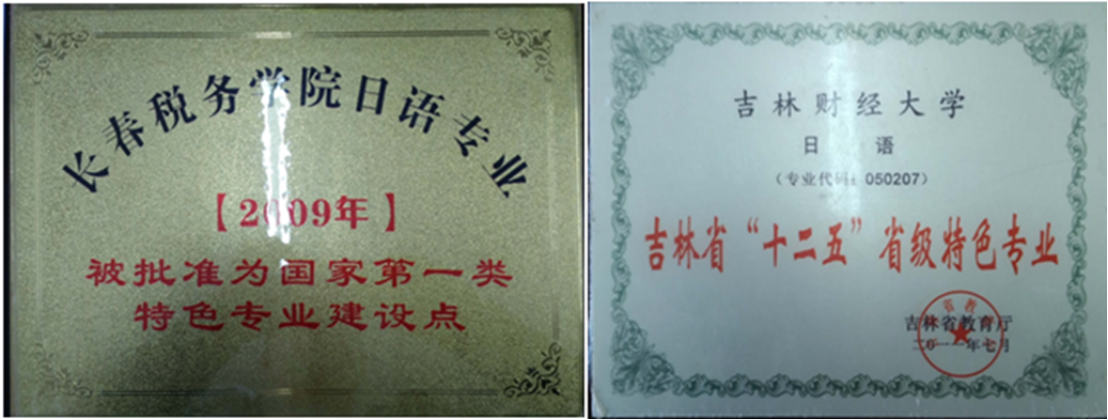 长春税务学院日语专业
【2009年】
被批准为国家第一类
特色专业建设点
吉林财经大学
日 语
（专业代码：050207）
吉林省“十二五”省级特色专业
吉林省教育厅
二〇一一年七月